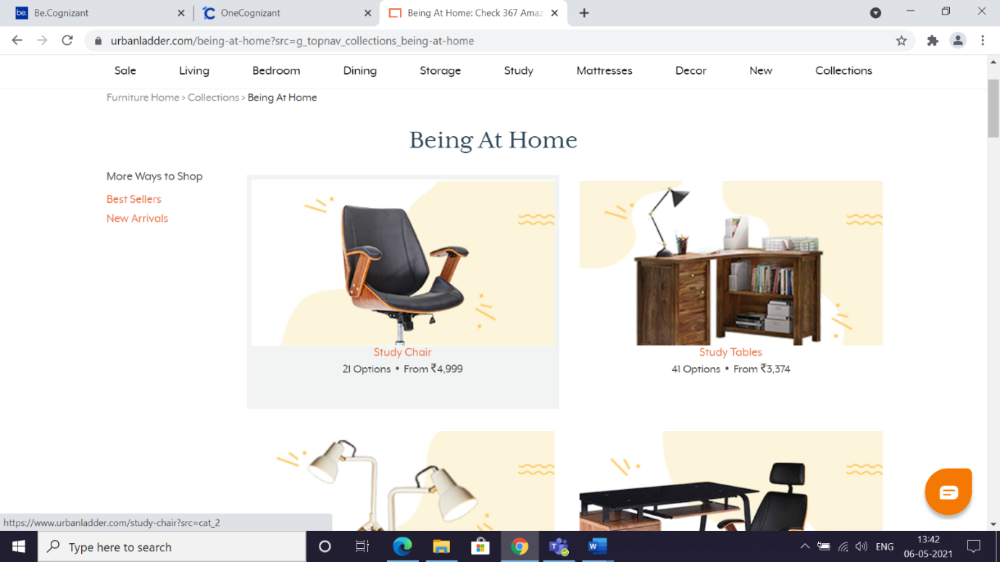 be. Be.Cognizant
OneCognizant
Being At Home: Check 367 Amaz
urbanladder.com/being-at-home?src=g_topnav_collections_being-at-home
Sale Living Bedroom Dining Storage Study Mattresses Decor New Collections
Furniture Home > Collections > Being At Home
Being At Home
More Ways to Shop
Best Sellers
New Arrivals
Study Chair
21 Options • From ₹4,999
Study Tables
41 Options • From ₹3,374
https://www.urbanladder.com/study-chair?src=cat_2
Type here to search
ENG
13:42
06-05-2021